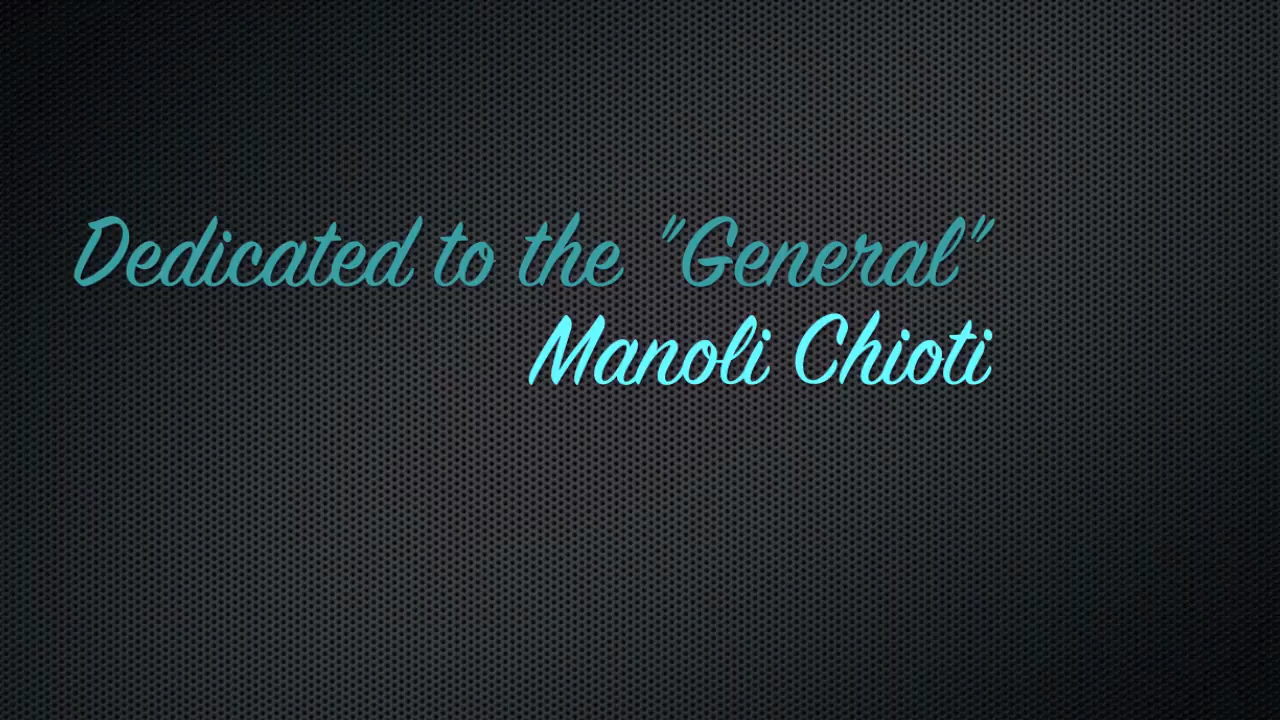 Dedicated to the "General"
Manoli Chioti